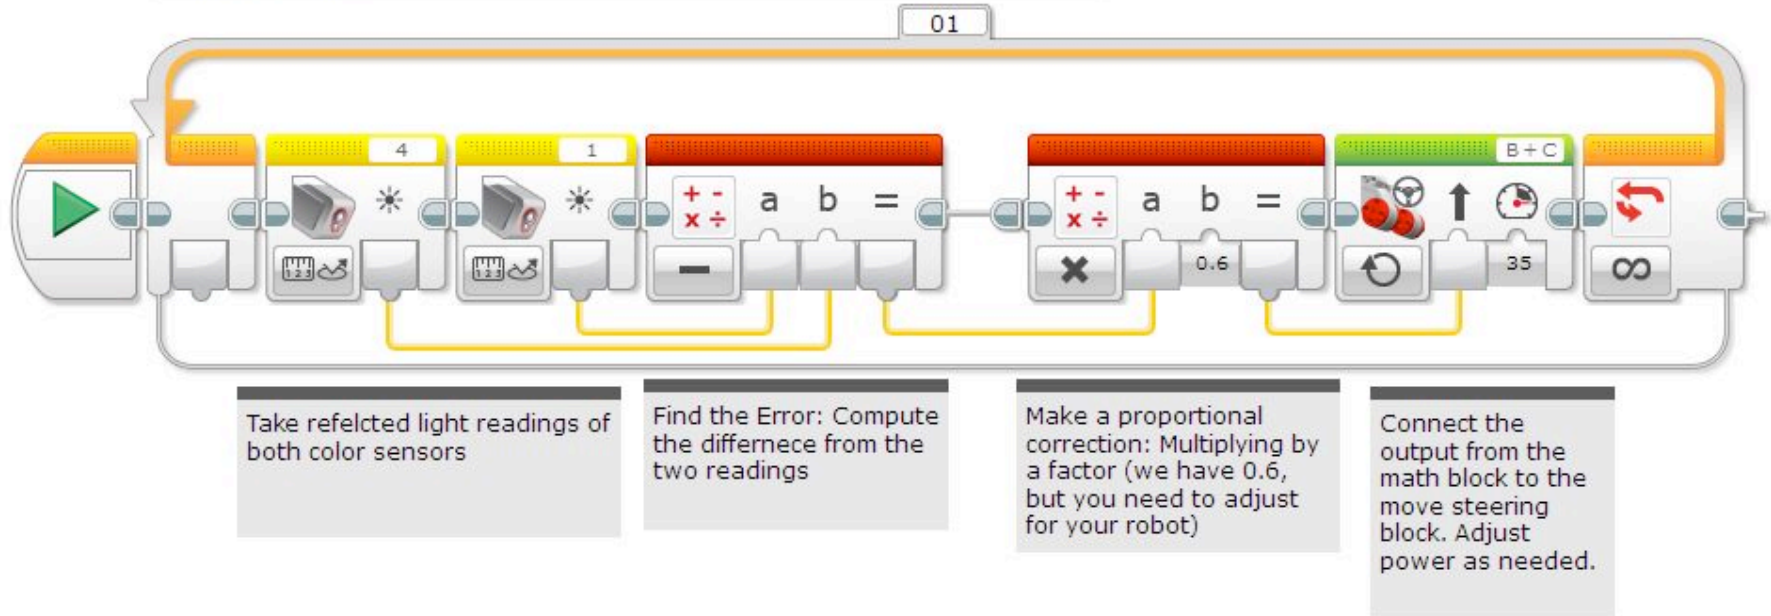 01
4
1
B+C
+ -
x ÷
a b =
+ -
x ÷
a b =
123
123
0.6
35
Take refelcted light readings of
both color sensors
Find the Error: Compute
the differnece from the
two readings
Make a proportional
correction: Multiplying by
a factor (we have 0.6,
but you need to adjust
for your robot)
Connect the
output from the
math block to the
move steering
block. Adjust
power as needed.